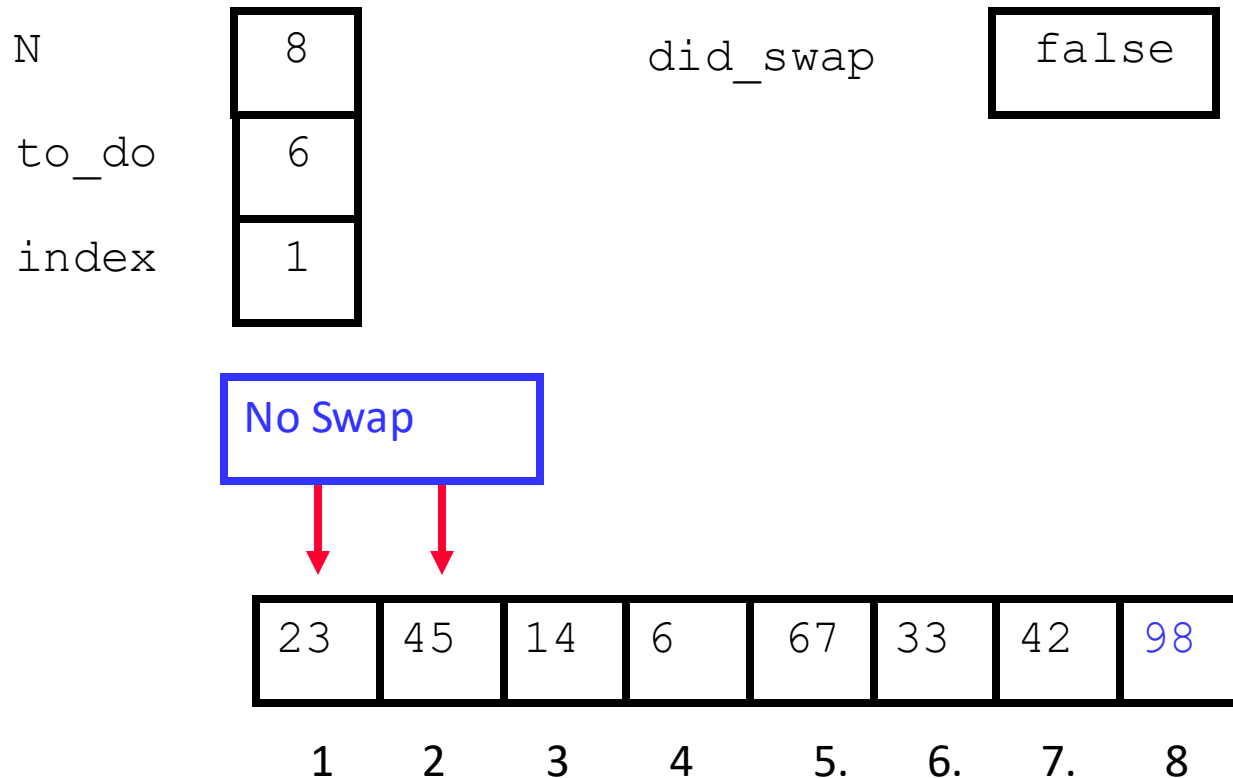 N 8 did_swap false
to_do 6
index 1
No Swap
23 45 14 6 67 33 42 98
1 2 3 4 5. 6. 7. 8